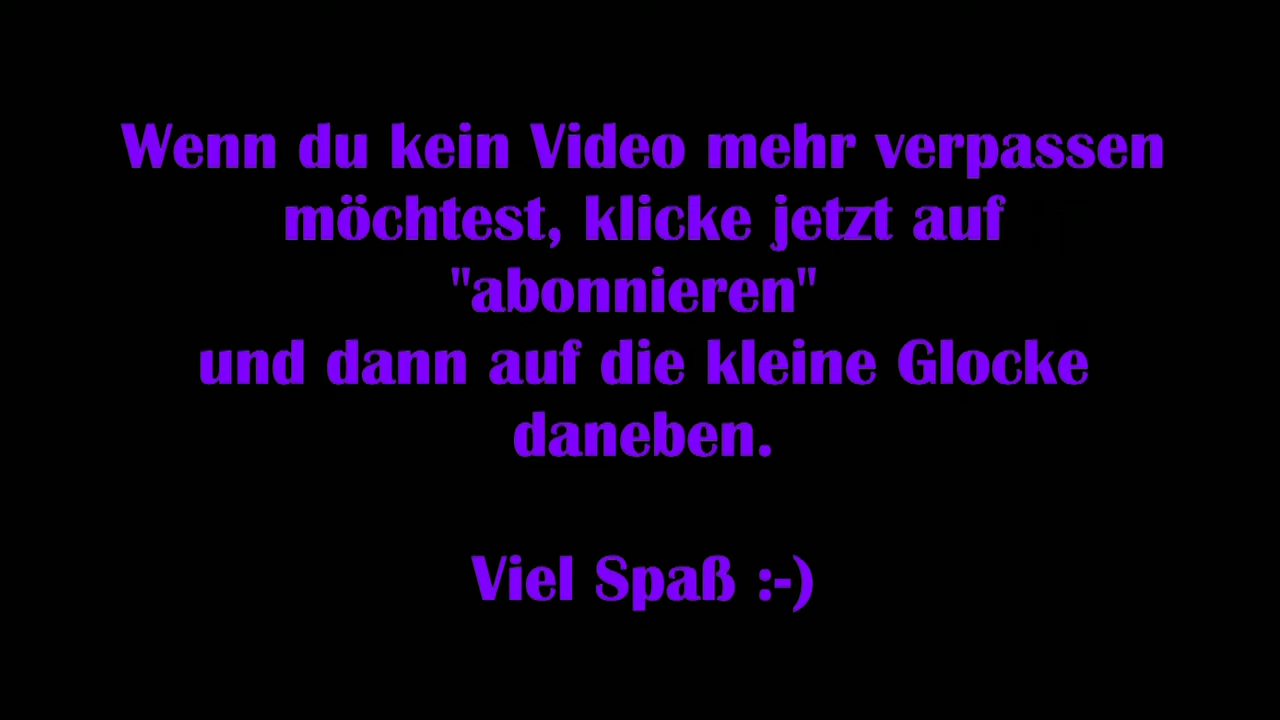 Wenn du kein Video mehr verpassen
möchtest, klicke jetzt auf
"abonnieren"
und dann auf die kleine Glocke
daneben.
Viel Spaß :-)